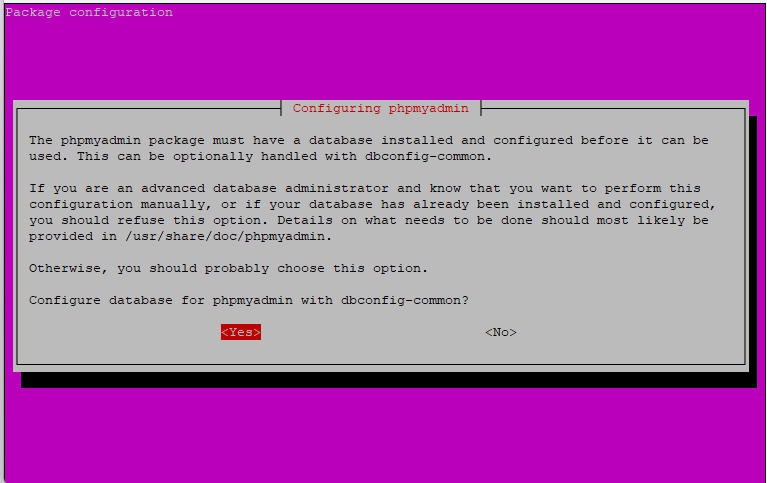 Package configuration
Configuring phpmyadmin
The phpmyadmin package must have a database installed and configured before it can be
used. This can be optionally handled with dbconfig-common.
If you are an advanced database administrator and know that you want to perform this
configuration manually, or if your database has already been installed and configured,
you should refuse this option. Details on what needs to be done should most likely be
provided in /usr/share/doc/phpmyadmin.
Otherwise, you should probably choose this option.
Configure database for phpmyadmin with dbconfig-common?
<Yes> <No>